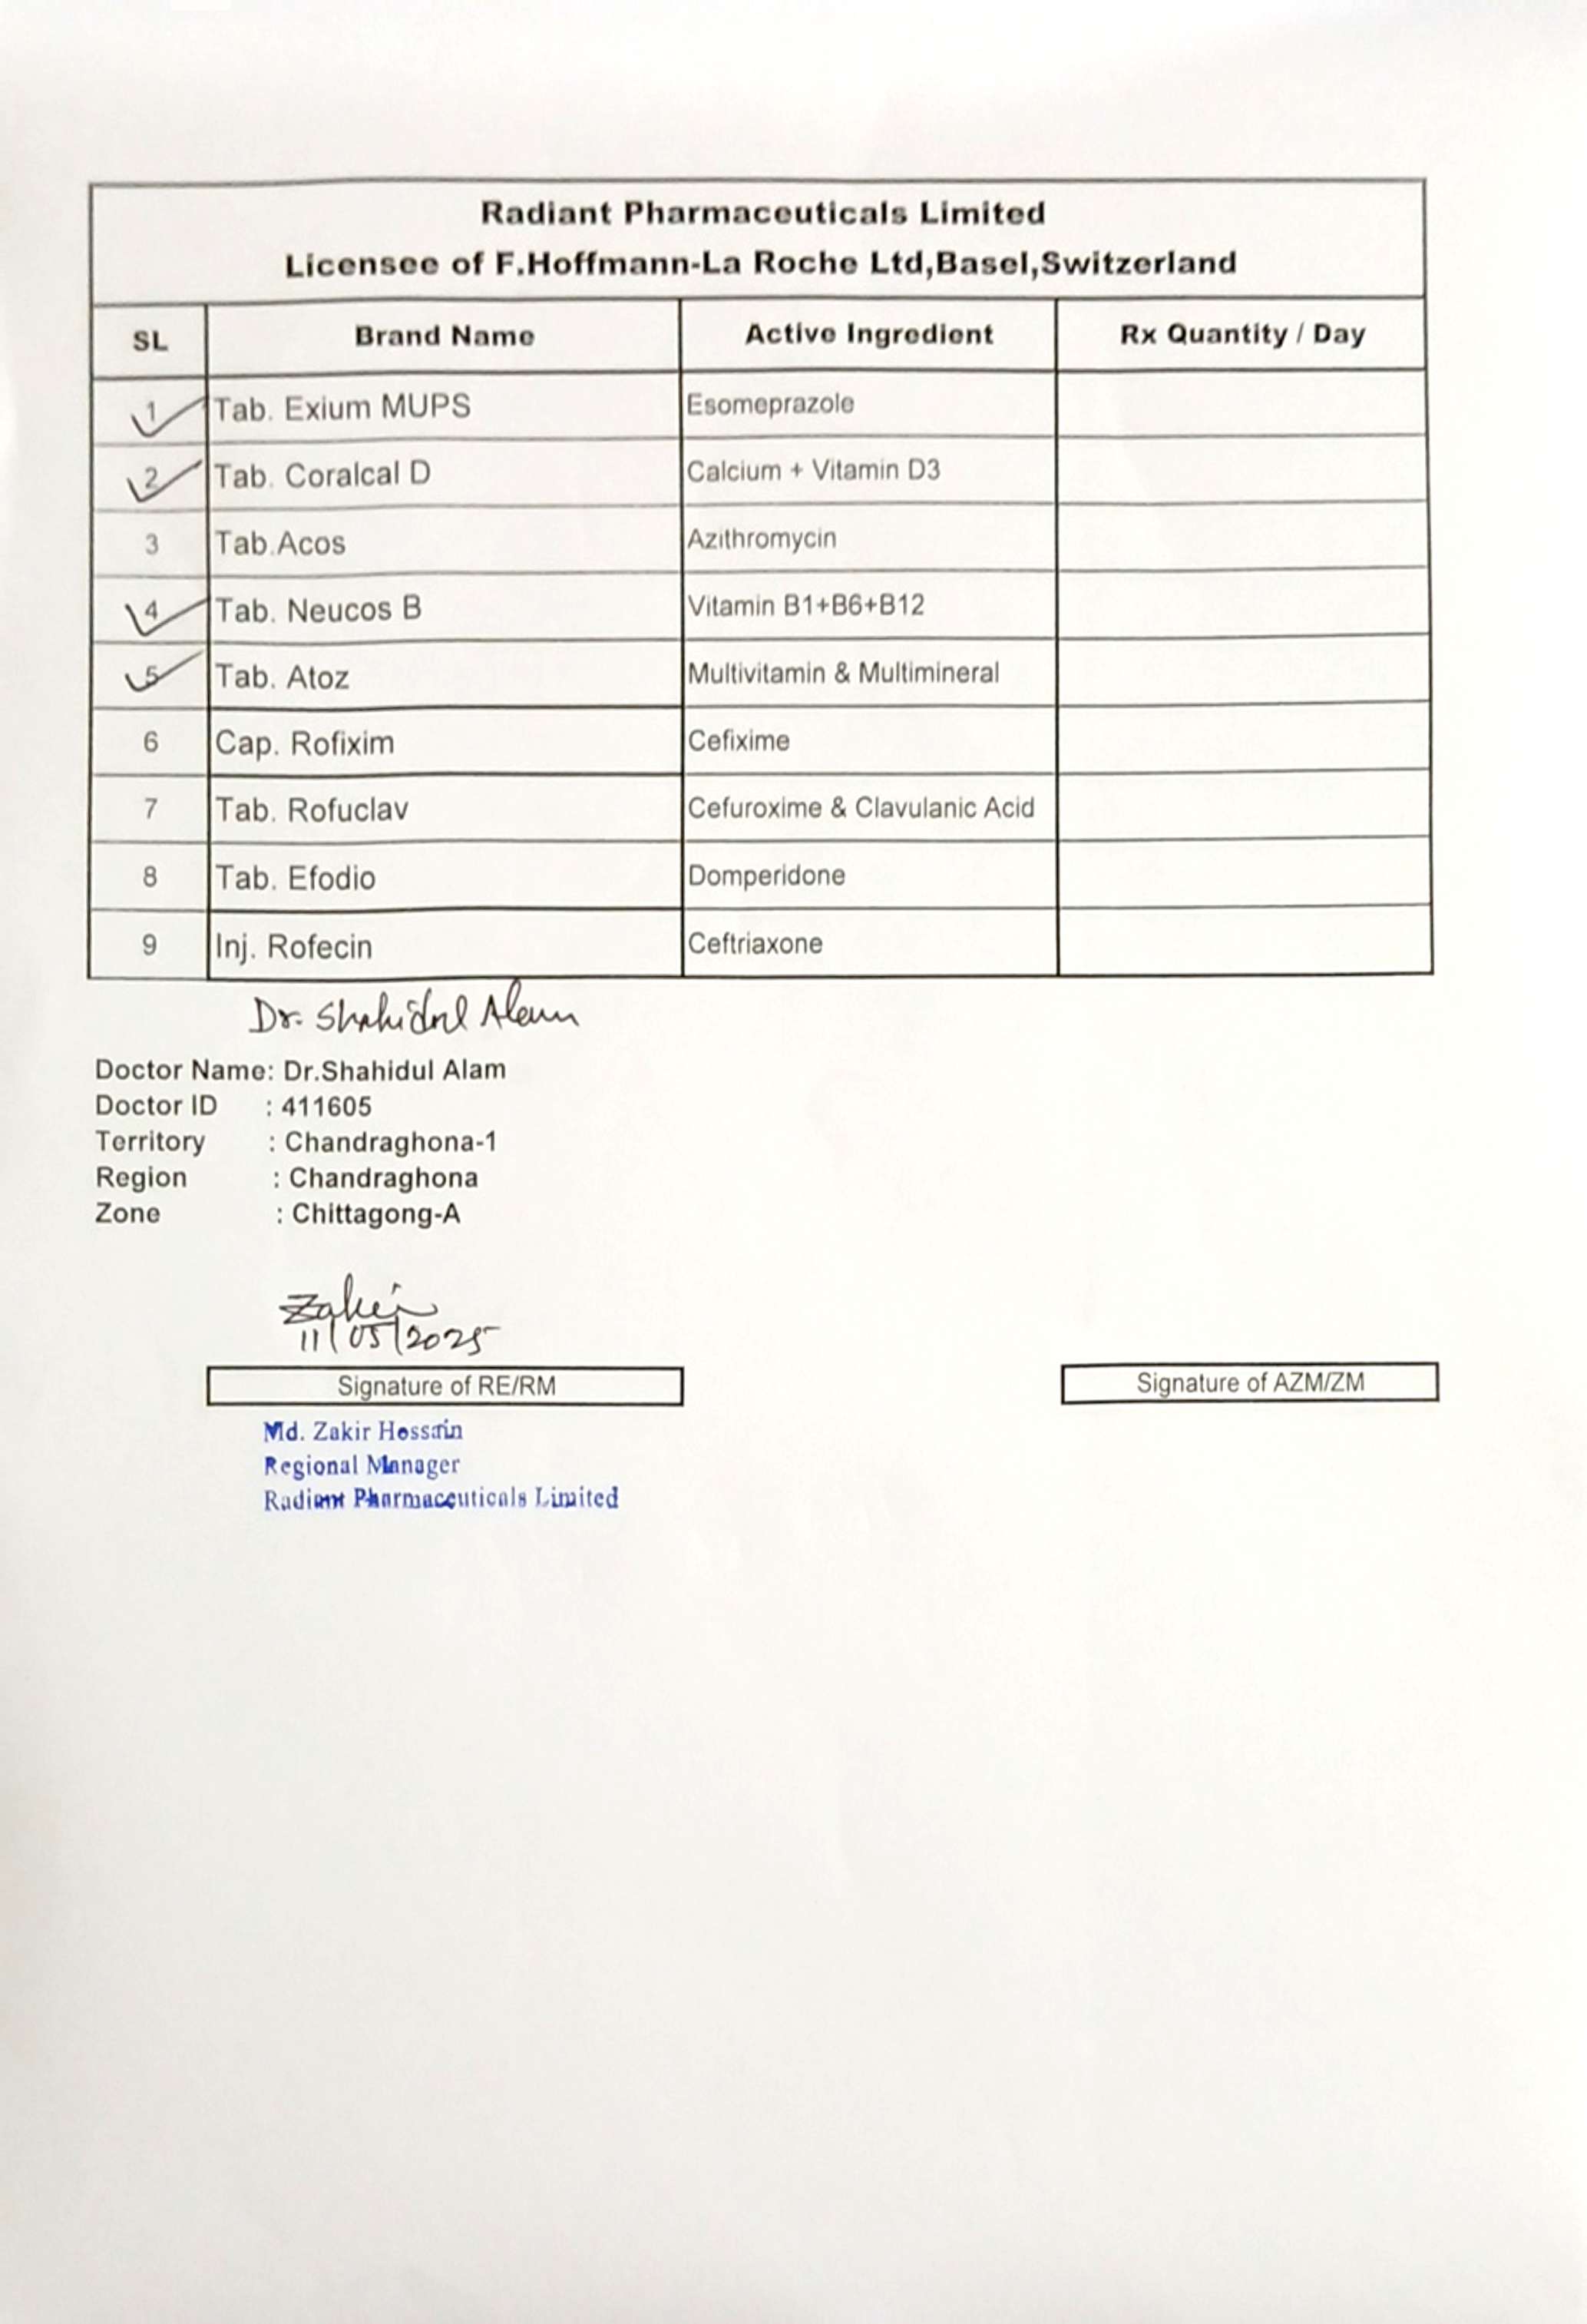 Radiant Pharmaceuticals Limited
Licensee of F.Hoffmann-La Roche Ltd,Basel,Switzerland
SL Brand Name Active Ingredient Rx Quantity / Day
1 Tab. Exium MUPS Esomeprazole
2 Tab. Coralcal D Calcium + Vitamin D3
3 Tab.Acos Azithromycin
4 Tab. Neucos B Vitamin B1+B6+B12
5 Tab. Atoz Multivitamin & Multimineral
6 Cap. Rofixim Cefixime
7 Tab. Rofuclav Cefuroxime & Clavulanic Acid
8 Tab. Efodio Domperidone
9 Inj. Rofecin Ceftriaxone
Dr. Shahidul Alam
Doctor Name: Dr.Shahidul Alam
Doctor ID : 411605
Territory : Chandraghona-1
Region : Chandraghona
Zone : Chittagong-A
Zakir
11/05/2025
Signature of RE/RM Signature of AZM/ZM
Md. Zakir Hossain
Regional Manager
Radiant Pharmaceuticals Limited